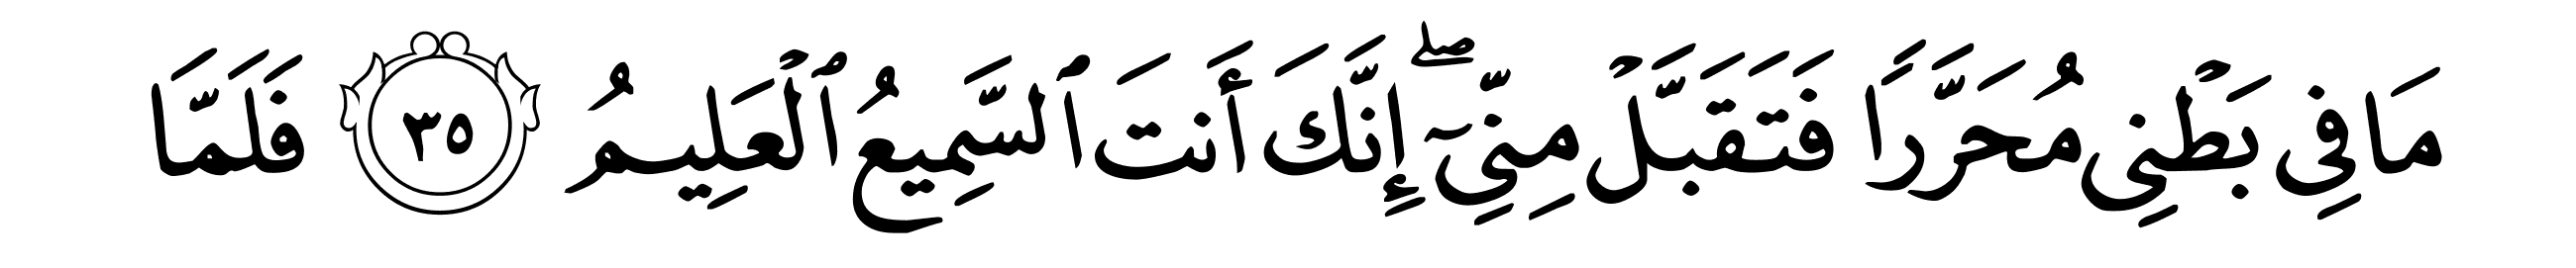 مَا فِي بَطْنِي مُحَرَّرًا فَتَقَبَّلْ مِنِّيٓۖ إِنَّكَ أَنتَ ٱلسَّمِيعُ ٱلْعَلِيمُ ٣٥ فَلَمَّا